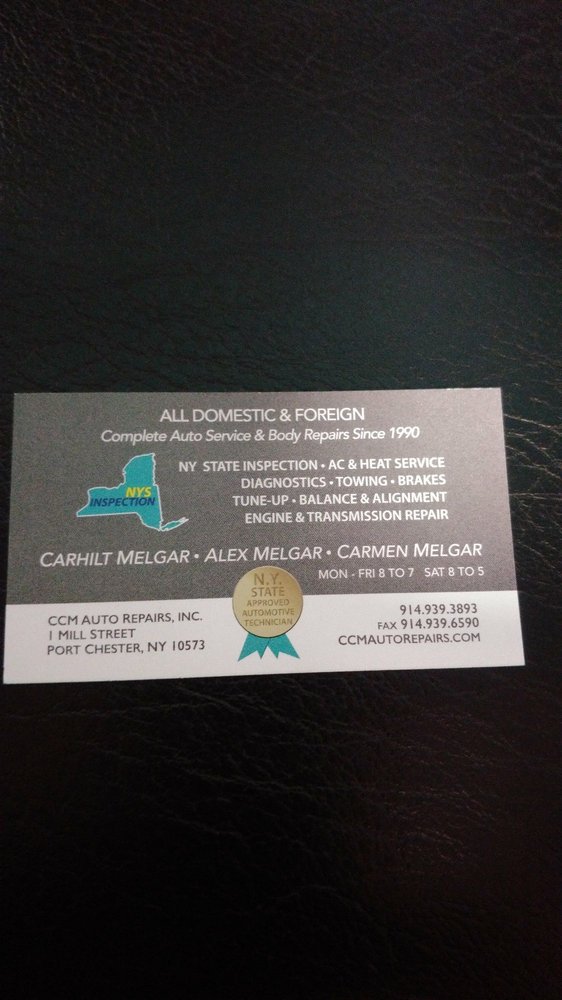 ALL DOMESTIC & FOREIGN
Complete Auto Service & Body Repairs Since 1990
NYS
INSPECTION
NY STATE INSPECTION • AC & HEAT SERVICE
DIAGNOSTICS • TOWING • BRAKES
TUNE-UP • BALANCE & ALIGNMENT
ENGINE & TRANSMISSION REPAIR
CARHILT MELGAR • ALEX MELGAR • CARMEN MELGAR
MON - FRI 8 TO 7 SAT 8 TO 5
CCM AUTO REPAIRS, INC.
1 MILL STREET
PORT CHESTER, NY 10573
N.Y.
STATE
APPROVED
AUTOMOTIVE
TECHNICIAN
914.939.3893
FAX 914.939.6590
CCMAUTOREPAIRS.COM